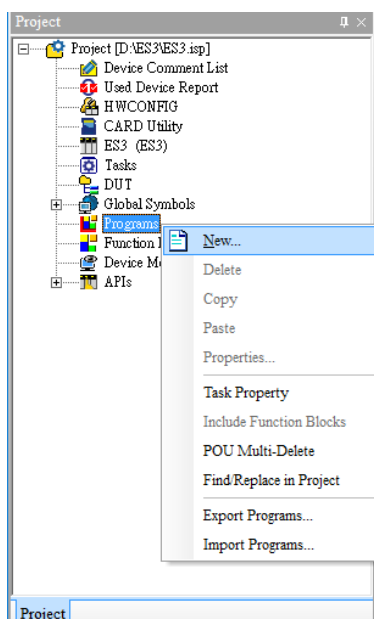 Project
Project [D:\ES3\ES3.isp]
Device Comment List
Used Device Report
HWCONFIG
CARD Utility
ES3 (ES3)
Tasks
DUT
Global Symbols
Programs
Function
Device
APIs
New...
Delete
Copy
Paste
Properties...
Task Property
Include Function Blocks
POU Multi-Delete
Find/Replace in Project
Export Programs...
Import Programs...
Project